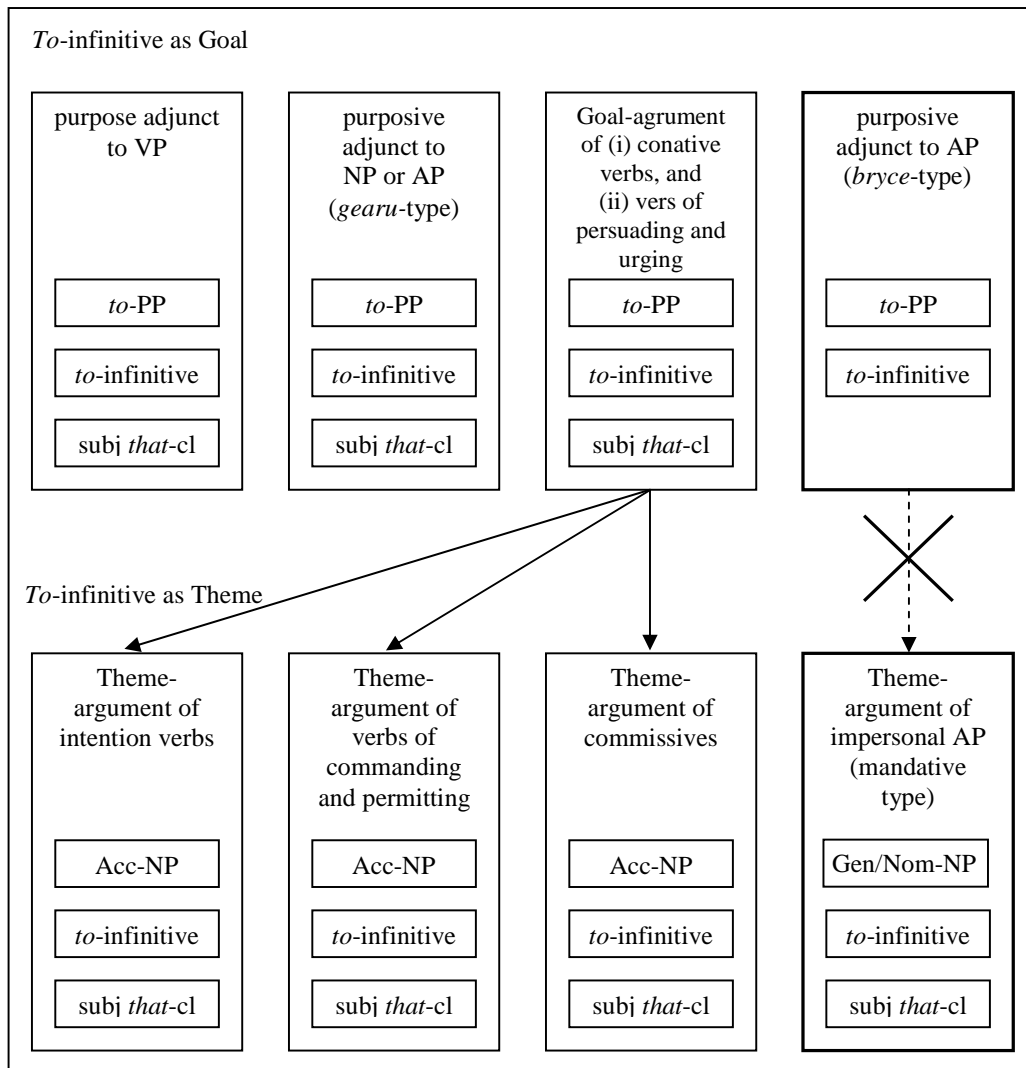 To-infinitive as Goal
purpose adjunct
to VP
to-PP
to-infinitive
subj that-cl
purposive
adjunct to
NP or AP
(gearu-type)
to-PP
to-infinitive
subj that-cl
Goal-agrument
of (i) conative
verbs, and
(ii) vers of
persuading and
urging
to-PP
to-infinitive
subj that-cl
purposive
adjunct to AP
(bryce-type)
to-PP
to-infinitive
To-infinitive as Theme
Theme-
argument of
intention verbs
Acc-NP
to-infinitive
subj that-cl
Theme-
argument of
verbs of
commanding
and permitting
Acc-NP
to-infinitive
subj that-cl
Theme-
argument of
commissives
Acc-NP
to-infinitive
subj that-cl
Theme-
argument of
impersonal AP
(mandative
type)
Gen/Nom-NP
to-infinitive
subj that-cl